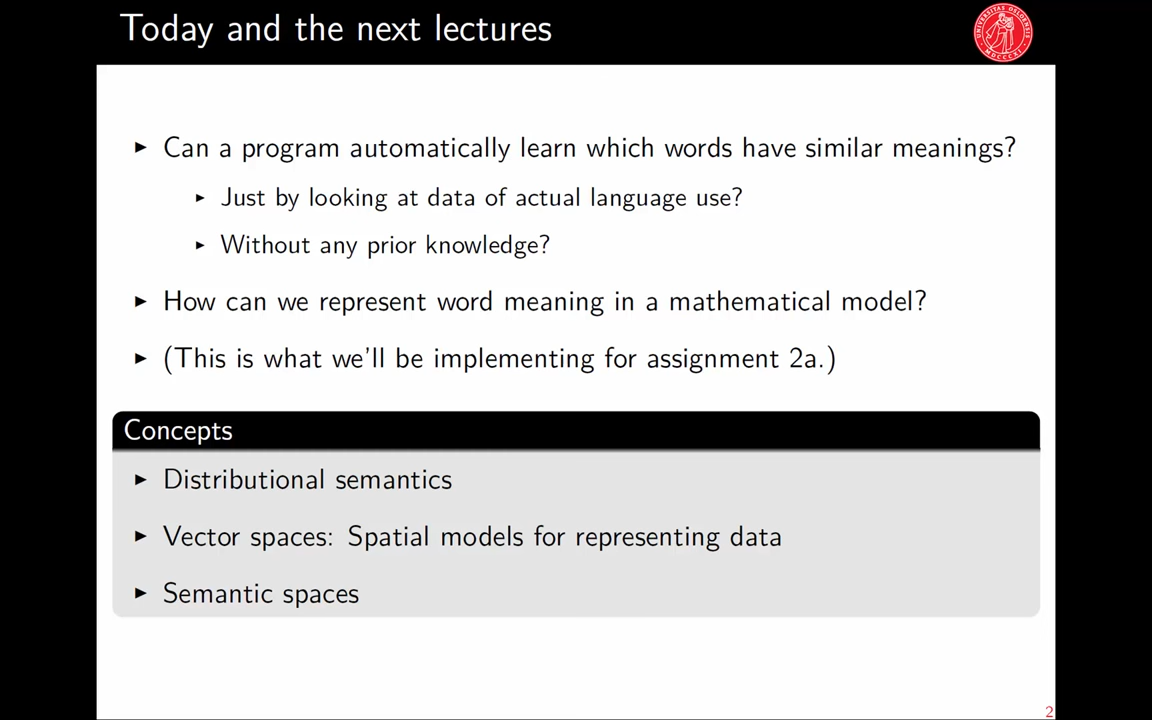 Today and the next lectures
UNIVERSITAS OSLOENSIS
MDCCCXI
▶ Can a program automatically learn which words have similar meanings?
▶ Just by looking at data of actual language use?
▶ Without any prior knowledge?
▶ How can we represent word meaning in a mathematical model?
▶ (This is what we'll be implementing for assignment 2a.)
Concepts
▶ Distributional semantics
▶ Vector spaces: Spatial models for representing data
▶ Semantic spaces
2